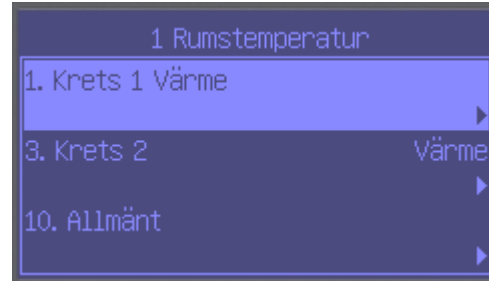 1 Rumstemperatur
1. Krets 1 Värme
3. Krets 2 Värme
10. Allmänt